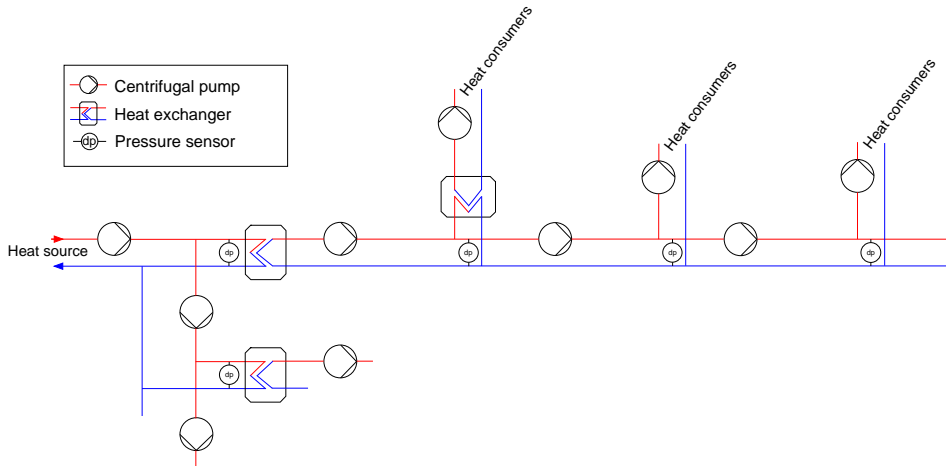 Heat consumers
Heat consumers
Heat consumers
Centrifugal pump
Heat exchanger
dp
Pressure sensor
Heat source
dp
dp
dp
dp
dp